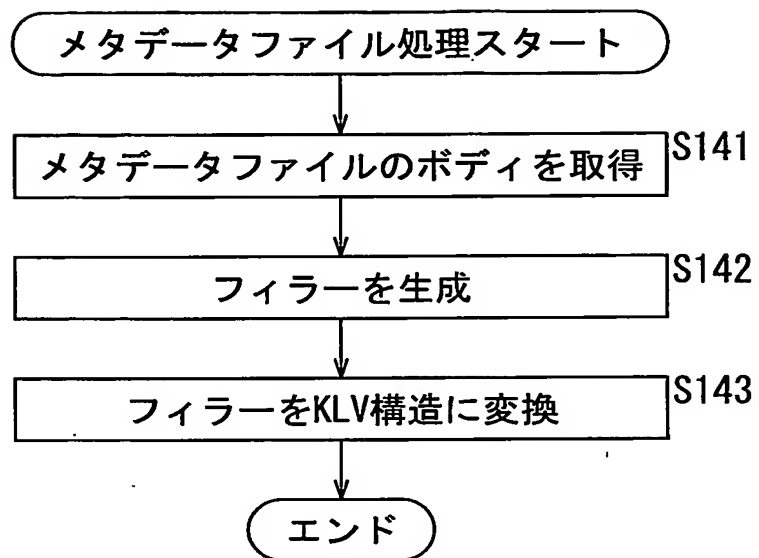 メタデータファイル処理スタート
メタデータファイルのボディを取得 S141
フィラーを生成 S142
フィラーをKLV構造に変換 S143
エンド